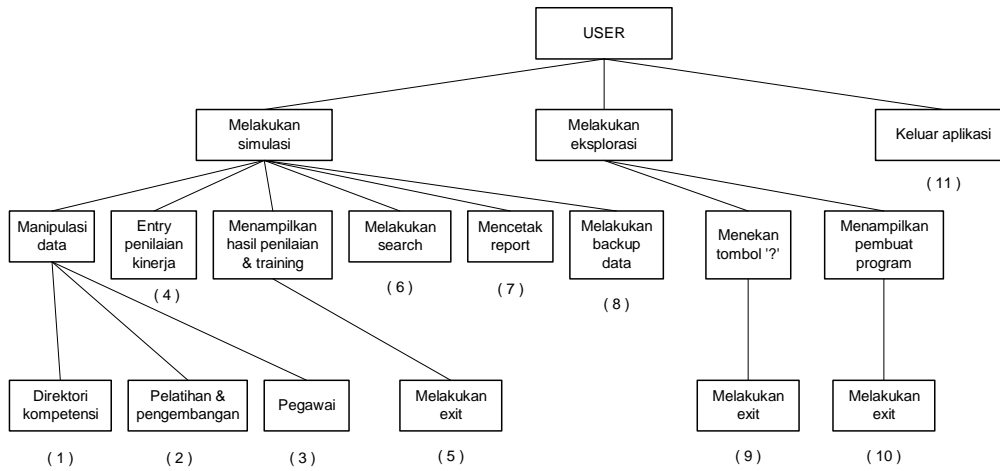 USER
Melakukan
simulasi
Melakukan
eksplorasi
Keluar aplikasi
( 11 )
Manipulasi
data
Entry
penilaian
kinerja
Menampilkan
hasil penilaian
& training
Melakukan
search
Mencetak
report
Melakukan
backup
data
Menekan
tombol '?'
Menampilkan
pembuat
program
( 4 )
( 6 )
( 7 )
( 8 )
Direktori
kompetensi
Pelatihan &
pengembangan
Pegawai
Melakukan
exit
Melakukan
exit
Melakukan
exit
( 1 )
( 2 )
( 3 )
( 5 )
( 9 )
( 10 )